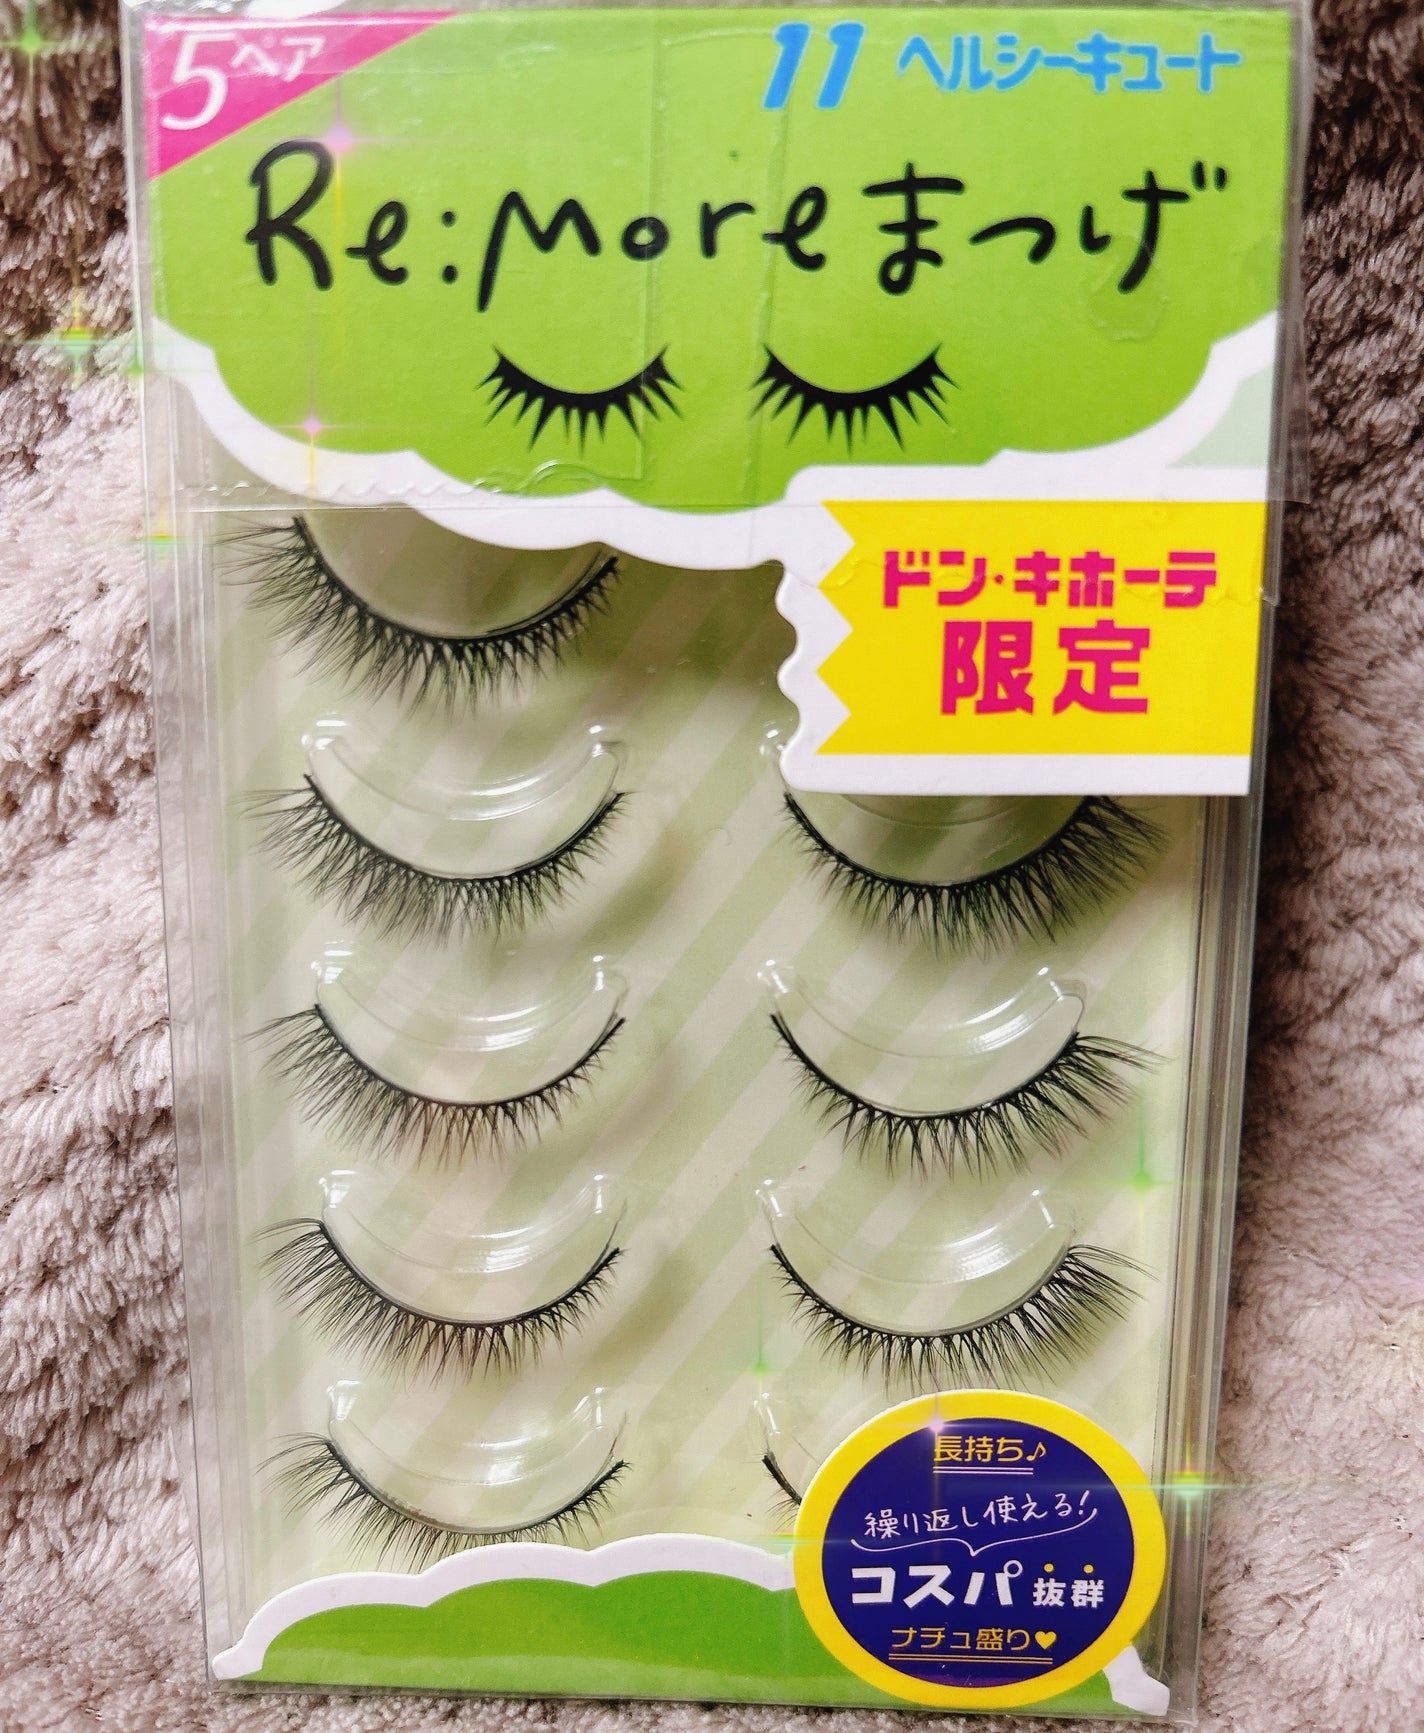 5ペア
11 ヘルシーキュート
Re:Moreまつげ
ドン・キホーテ
限定
長持ち♪
繰り返し使える!
コスパ抜群
ナチュ盛り♥